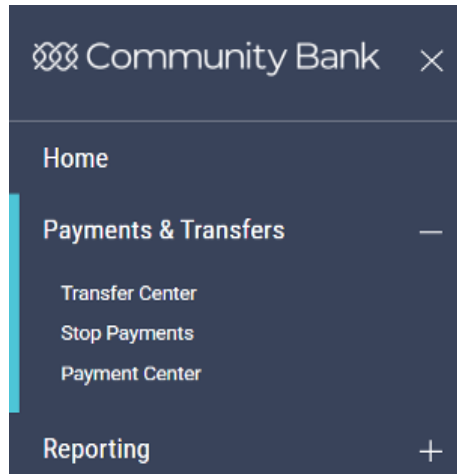 Community Bank
Home
Payments & Transfers
Transfer Center
Stop Payments
Payment Center
Reporting